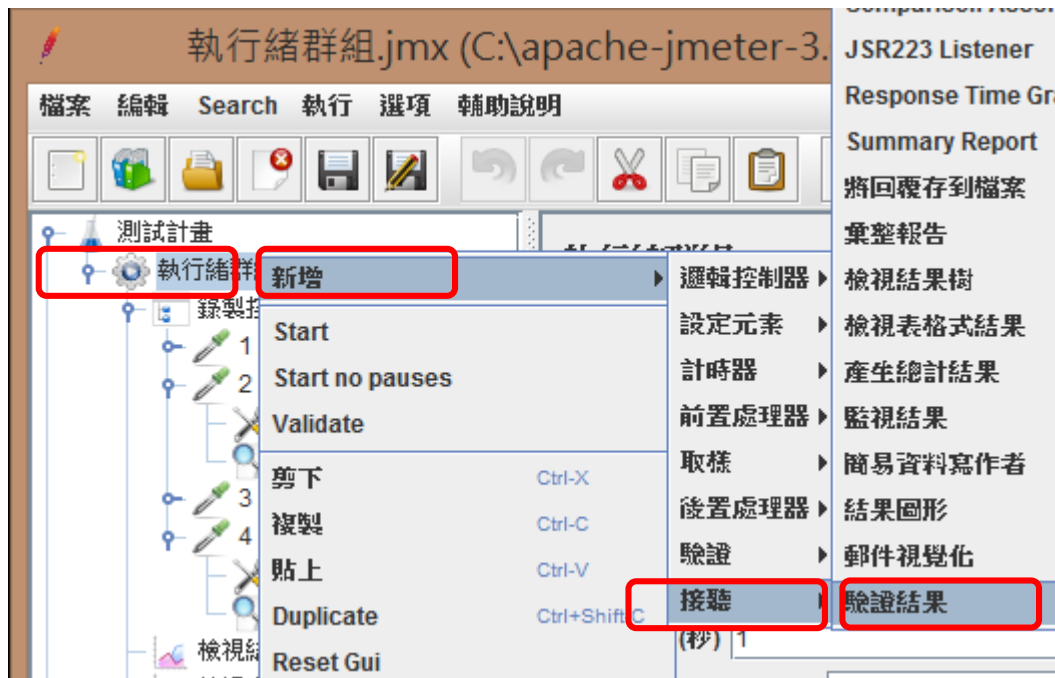 執行緒群組.jmx (C:\apache-jmeter-3.
檔案 編輯 Search 執行 選項 輔助說明
測試計畫
執行緒群
錄製控
1
2
3
4
檢視結
新增
Start
Start no pauses
Validate
剪下 Ctrl-X
複製 Ctrl-C
貼上 Ctrl-V
Duplicate Ctrl+Shift-C
Reset Gui
邏輯控制器
設定元素
計時器
前置處理器
取樣
後置處理器
驗證
接聽
(秒) 1
JSR223 Listener
Response Time Gra
Summary Report
將回覆存到檔案
彙整報告
檢視結果樹
檢視表格式結果
產生總計結果
監視結果
簡易資料寫作者
結果圖形
郵件視覺化
驗證結果